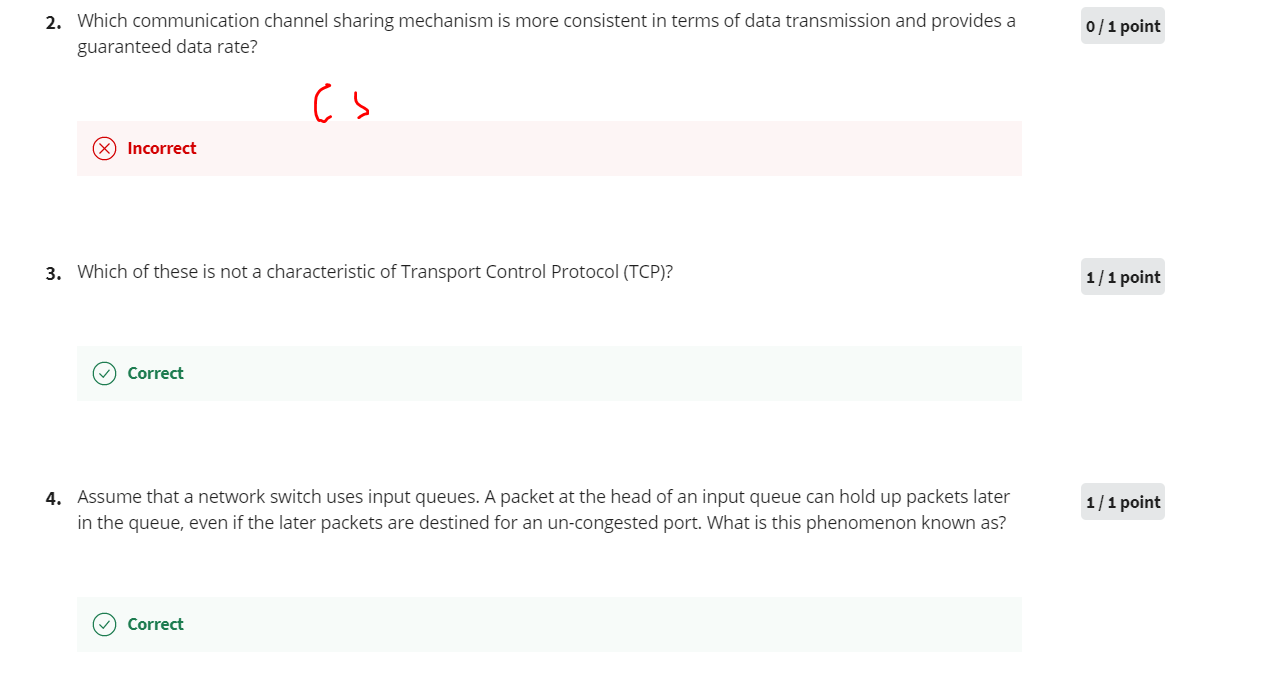 2. Which communication channel sharing mechanism is more consistent in terms of data transmission and provides a
guaranteed data rate?
0 / 1 point
Incorrect
3. Which of these is not a characteristic of Transport Control Protocol (TCP)?
1 / 1 point
Correct
4. Assume that a network switch uses input queues. A packet at the head of an input queue can hold up packets later
in the queue, even if the later packets are destined for an un-congested port. What is this phenomenon known as?
1 / 1 point
Correct